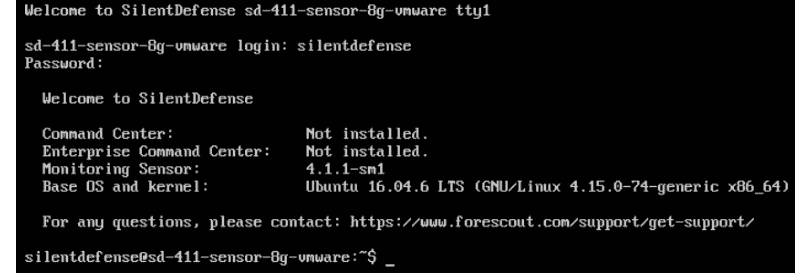 Welcome to SilentDefense sd-411-sensor-8g-vmware tty1
sd-411-sensor-8g-vmware login: silentdefense
Password:
Welcome to SilentDefense
Command Center: Not installed.
Enterprise Command Center: Not installed.
Monitoring Sensor: 4.1.1-sm1
Base OS and kernel: Ubuntu 16.04.6 LTS (GNU/Linux 4.15.0-74-generic x86_64)
For any questions, please contact: https://www.forescout.com/support/get-support/
silentdefense@sd-411-sensor-8g-vmware:~$ _